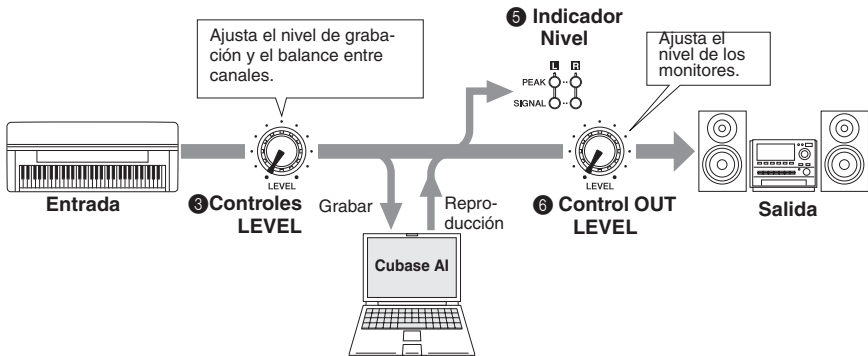 ❺ Indicador
Nivel
Ajusta el nivel de graba-
ción y el balance entre
canales.
Ajusta el
nivel de los
monitores.
L R
PEAK
SIGNAL
LEVEL
LEVEL
Entrada
❸Controles
LEVEL
Grabar
Repro-
ducción
❻ Control OUT
LEVEL
Salida
Cubase AI